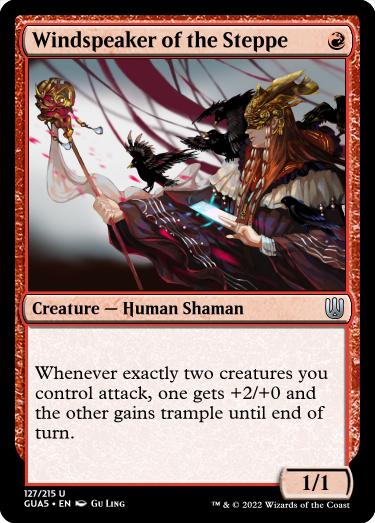 Windspeaker of the Steppe
Creature — Human Shaman
Whenever exactly two creatures you
control attack, one gets +2/+0 and
the other gains trample until end of
turn.
1/1
127/215 U
GUA5 • EN Gu Ling
™ & © 2022 Wizards of the Coast